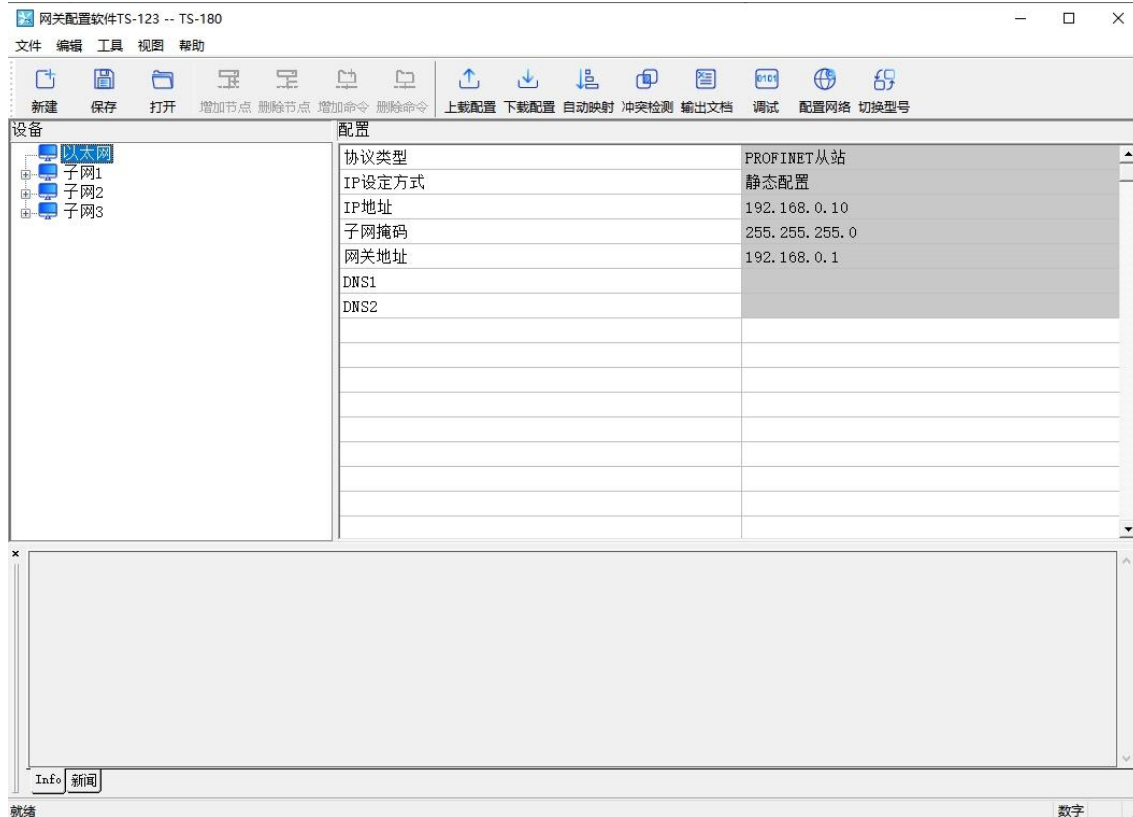 网关配置软件TS-123 -- TS-180
文件 编辑 工具 视图 帮助
新建 保存 打开 增加节点 删除节点 增加命令 删除命令 上载配置 下载配置 自动映射 冲突检测 输出文档 调试 配置网络 切换型号
设备 配置
以太网
子网1
子网2
子网3
协议类型 PROFINET从站
IP设定方式 静态配置
IP地址 192.168.0.10
子网掩码 255.255.255.0
网关地址 192.168.0.1
DNS1
DNS2
Info 新闻
就绪 数字